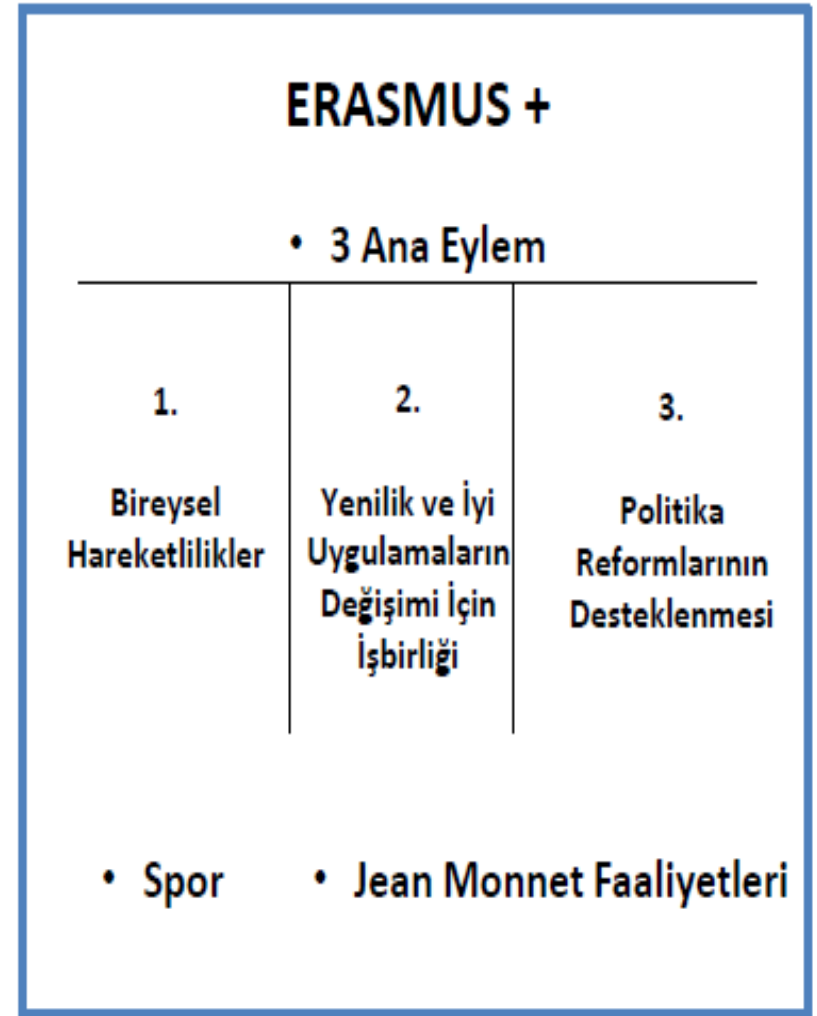 ERASMUS +
• 3 Ana Eylem
1.
Bireysel
Hareketlilikler
2.
Yenilik ve İyi
Uygulamaların
Değişimi İçin
İşbirliği
3.
Politika
Reformlarının
Desteklenmesi
• Spor
• Jean Monnet Faaliyetleri